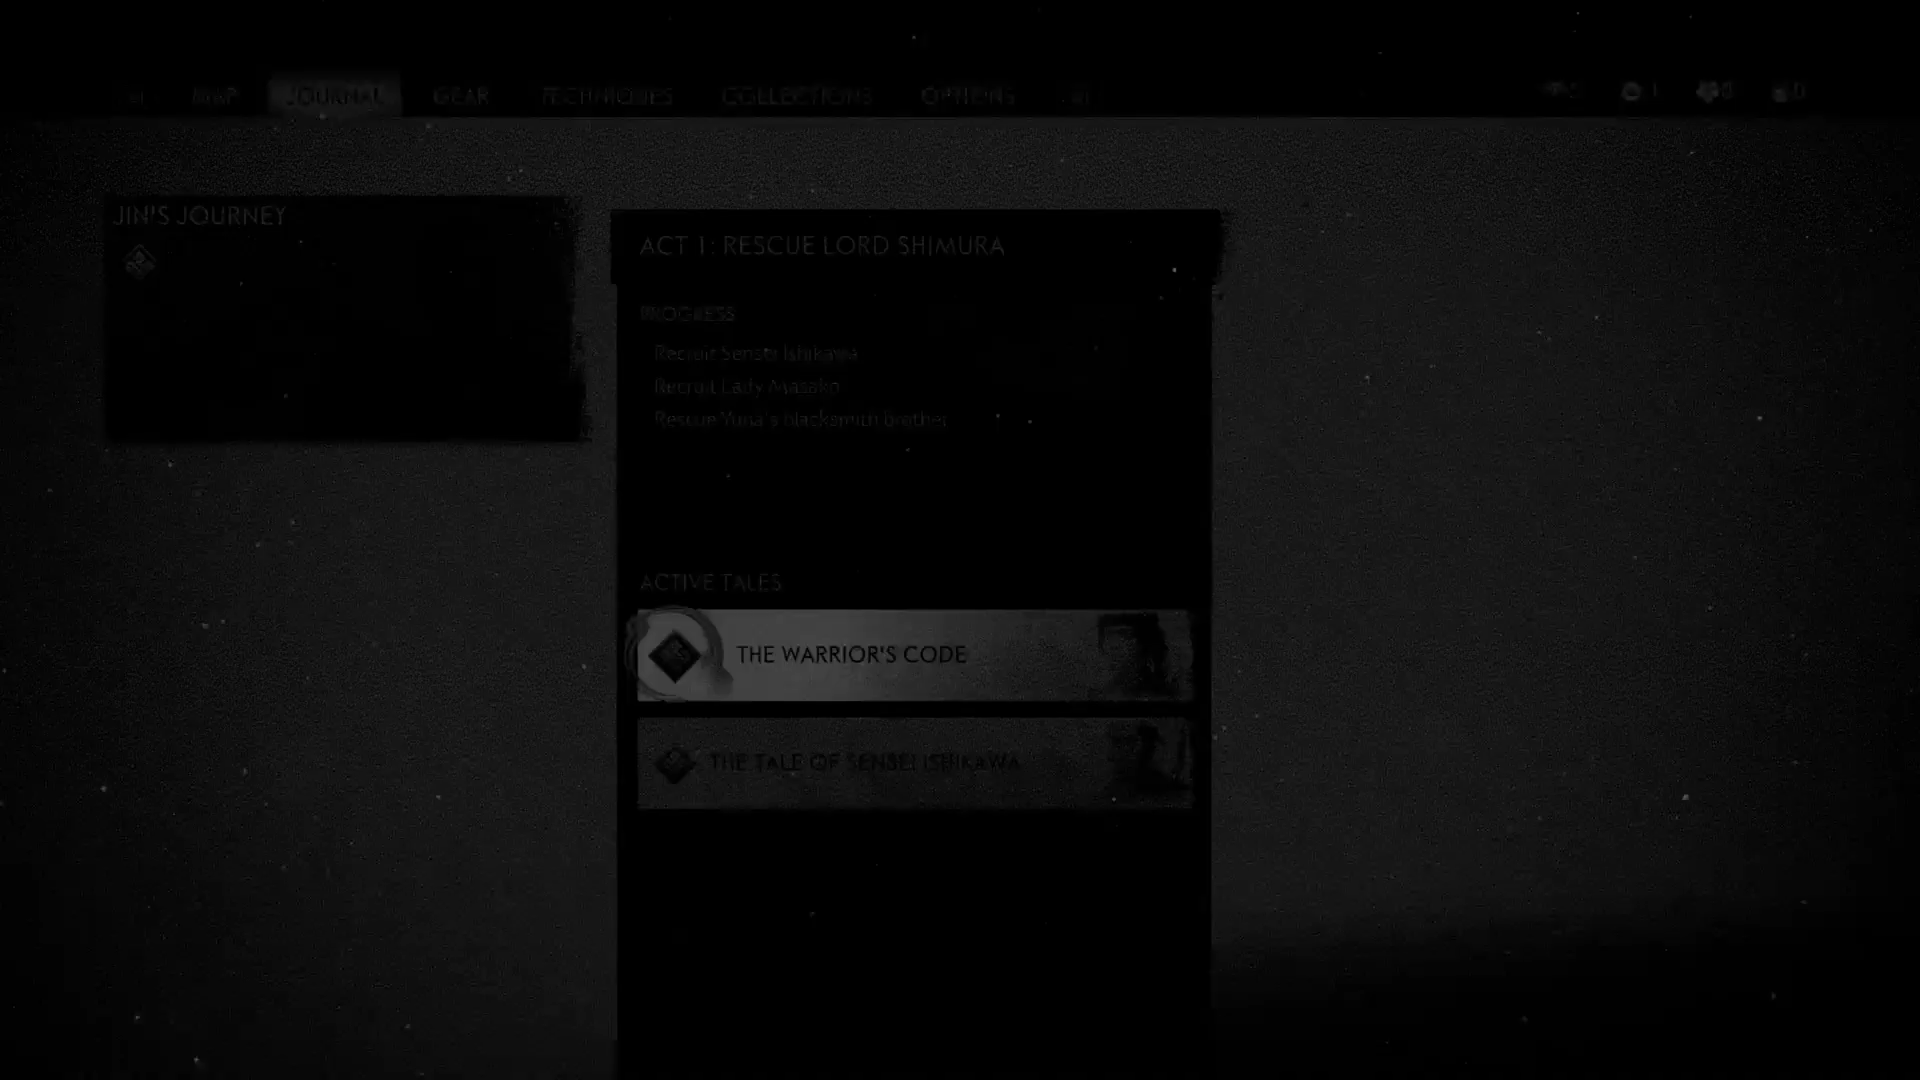 MAP JOURNAL GEAR TECHNIQUES COLLECTIONS OPTIONS
JIN'S JOURNEY
ACT 1: RESCUE LORD SHIMURA
PROGRESS
Recruit Sensei Ishikawa
Recruit Lady Masako
Rescue Yuna's blacksmith brother
ACTIVE TALES
THE WARRIOR'S CODE
THE TALE OF SENSEI ISHIKAWA